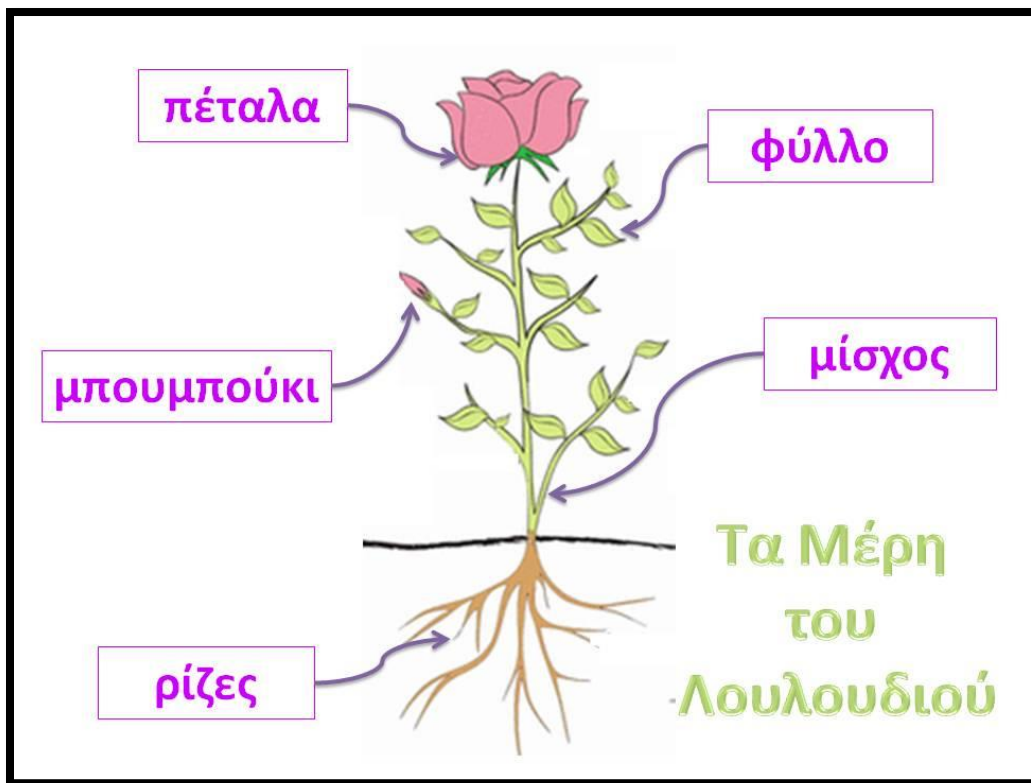 πέταλα
φύλλο
μπουμπούκι
μίσχος
ρίζες
Τα Μέρη
του
Λουλουδιού